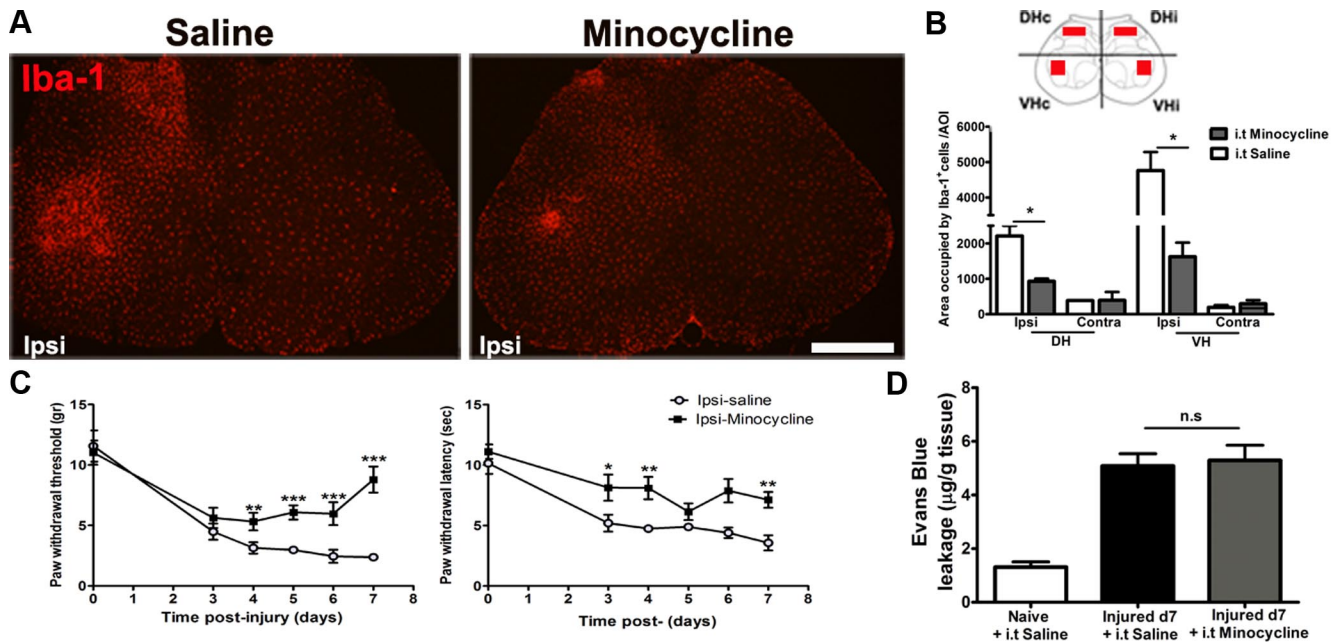 A
Saline
Minocycline
Iba-1
Ipsi
Ipsi
B
DHc
DHi
VHc
VHi
Area occupied by Iba-1+cells /AOI
6000
5000
4000
2000
1000
0
*
*
i.t Minocycline
i.t Saline
Ipsi
Contra
Ipsi
Contra
DH
VH
C
Paw withdrawal threshold (gr)
15
10
5
0
** *** *** ***
0 1 2 3 4 5 6 7 8
Time post-injury (days)
Paw withdrawal latency (sec)
15
10
5
0
Ipsi-saline
Ipsi-Minocycline
* ** **
0 1 2 3 4 5 6 7 8
Time post- (days)
D
Evans Blue
leakage (µg/g tissue)
8
6
4
2
0
n.s
Naive
+ i.t Saline
Injured d7
+ i.t Saline
Injured d7
+ i.t Minocycline